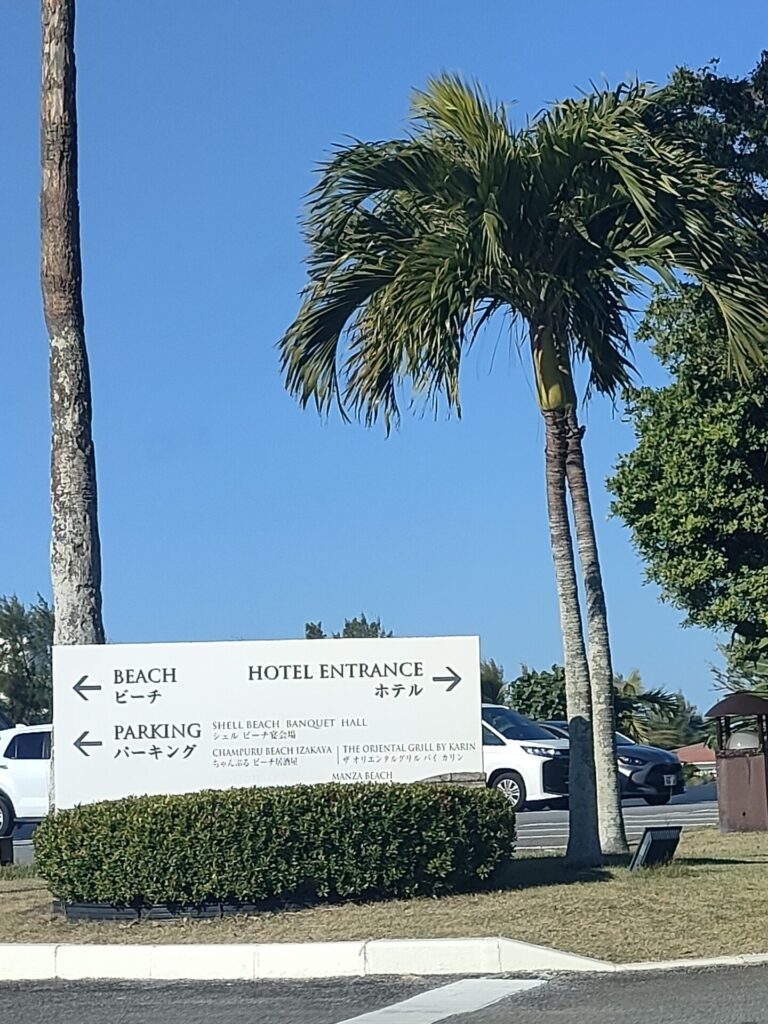 ← BEACH
ビーチ
HOTEL ENTRANCE →
ホテル
← PARKING
パーキング
SHELL BEACH BANQUET HALL
シェル ビーチ宴会場
CHAMPURU BEACH IZAKAYA | THE ORIENTAL GRILL BY KARIN
ちゃんぷる ビーチ居酒屋 | ザ オリエンタルグリル バイ カリン
MANZA BEACH